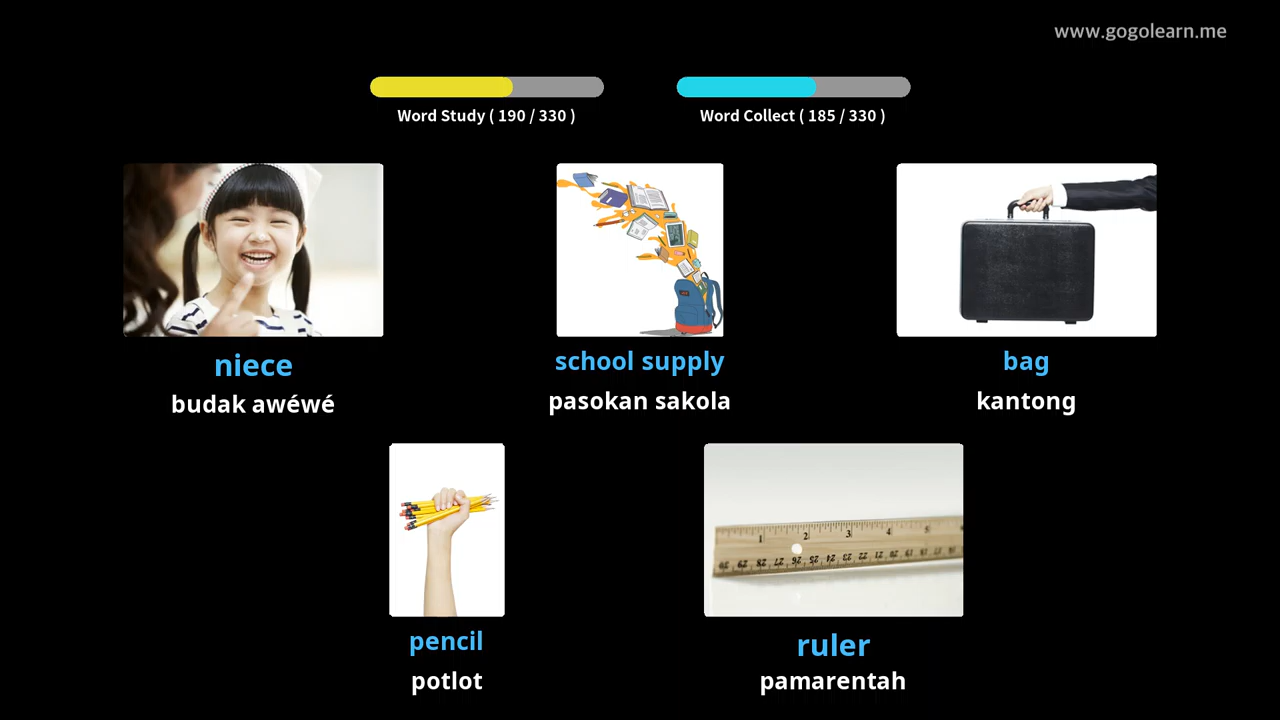 www.gogolearn.me
Word Study ( 190 / 330 )
Word Collect ( 185 / 330 )
niece
budak awéwé
school supply
pasokan sakola
bag
kantong
pencil
potlot
ruler
pamarentah